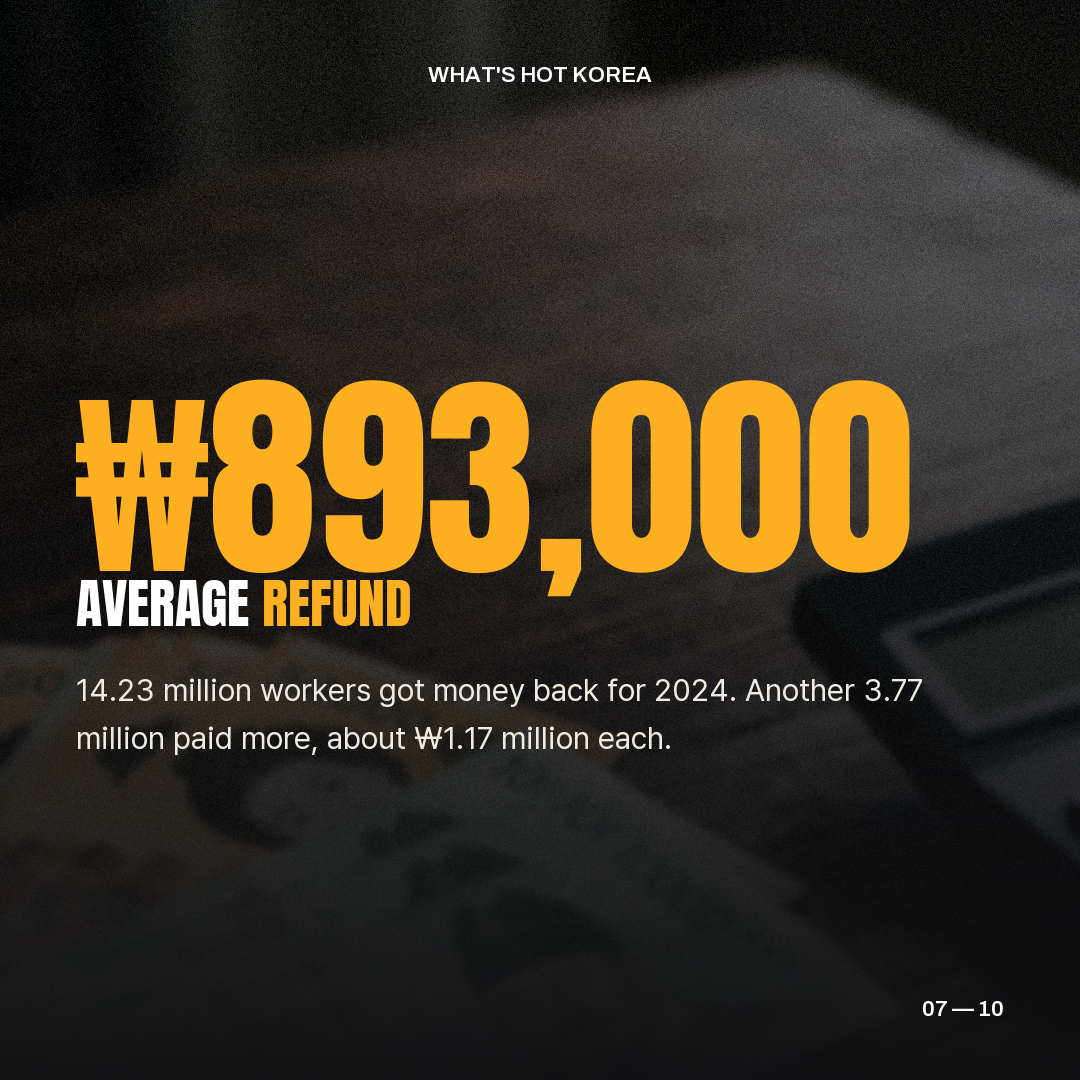 WHAT'S HOT KOREA
₩893,000
AVERAGE REFUND
14.23 million workers got money back for 2024. Another 3.77
million paid more, about ₩1.17 million each.
07 — 10